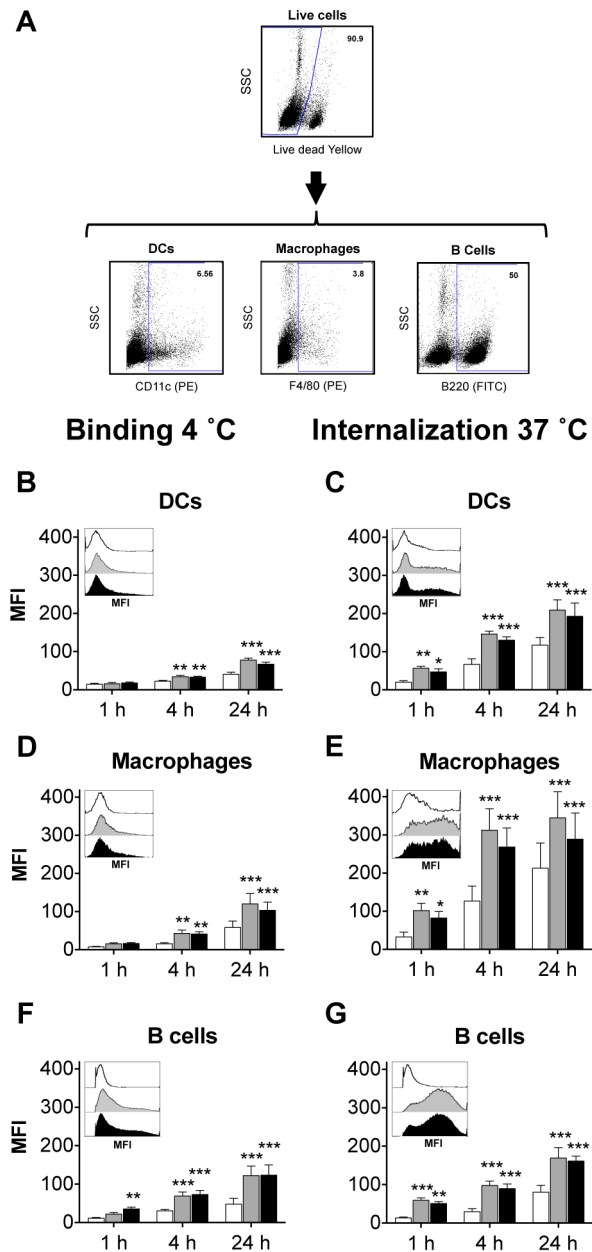 A
Live cells
90.9
SSC
Live dead Yellow
DCs
Macrophages
B Cells
6.56
3.8
50
SSC
SSC
SSC
CD11c (PE)
F4/80 (PE)
B220 (FITC)
Binding 4 ˚C
Internalization 37 ˚C
B
DCs
C
DCs
400
300
200
100
0
MFI
MFI
** **
***
***
1 h
4 h
24 h
400
300
200
100
0
MFI
**
*
***
***
***
***
1 h
4 h
24 h
D
Macrophages
E
Macrophages
400
300
200
100
0
MFI
MFI
** **
***
***
1 h
4 h
24 h
400
300
200
100
0
MFI
**
*
***
***
***
***
1 h
4 h
24 h
F
B cells
G
B cells
400
300
200
100
0
MFI
MFI
**
***
***
***
***
1 h
4 h
24 h
400
300
200
100
0
MFI
***
**
***
***
***
***
1 h
4 h
24 h